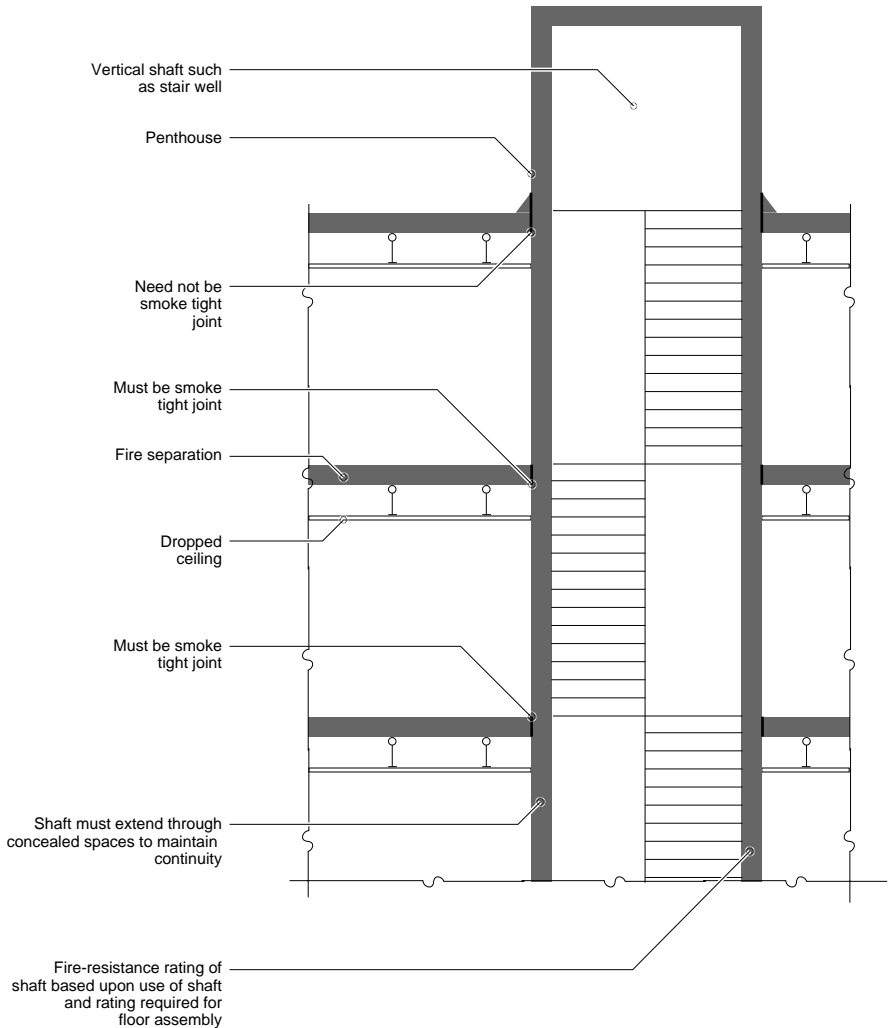 Vertical shaft such
as stair well
Penthouse
Need not be
smoke tight
joint
Must be smoke
tight joint
Fire separation
Dropped
ceiling
Must be smoke
tight joint
Shaft must extend through
concealed spaces to maintain
continuity
Fire-resistance rating of
shaft based upon use of shaft
and rating required for
floor assembly